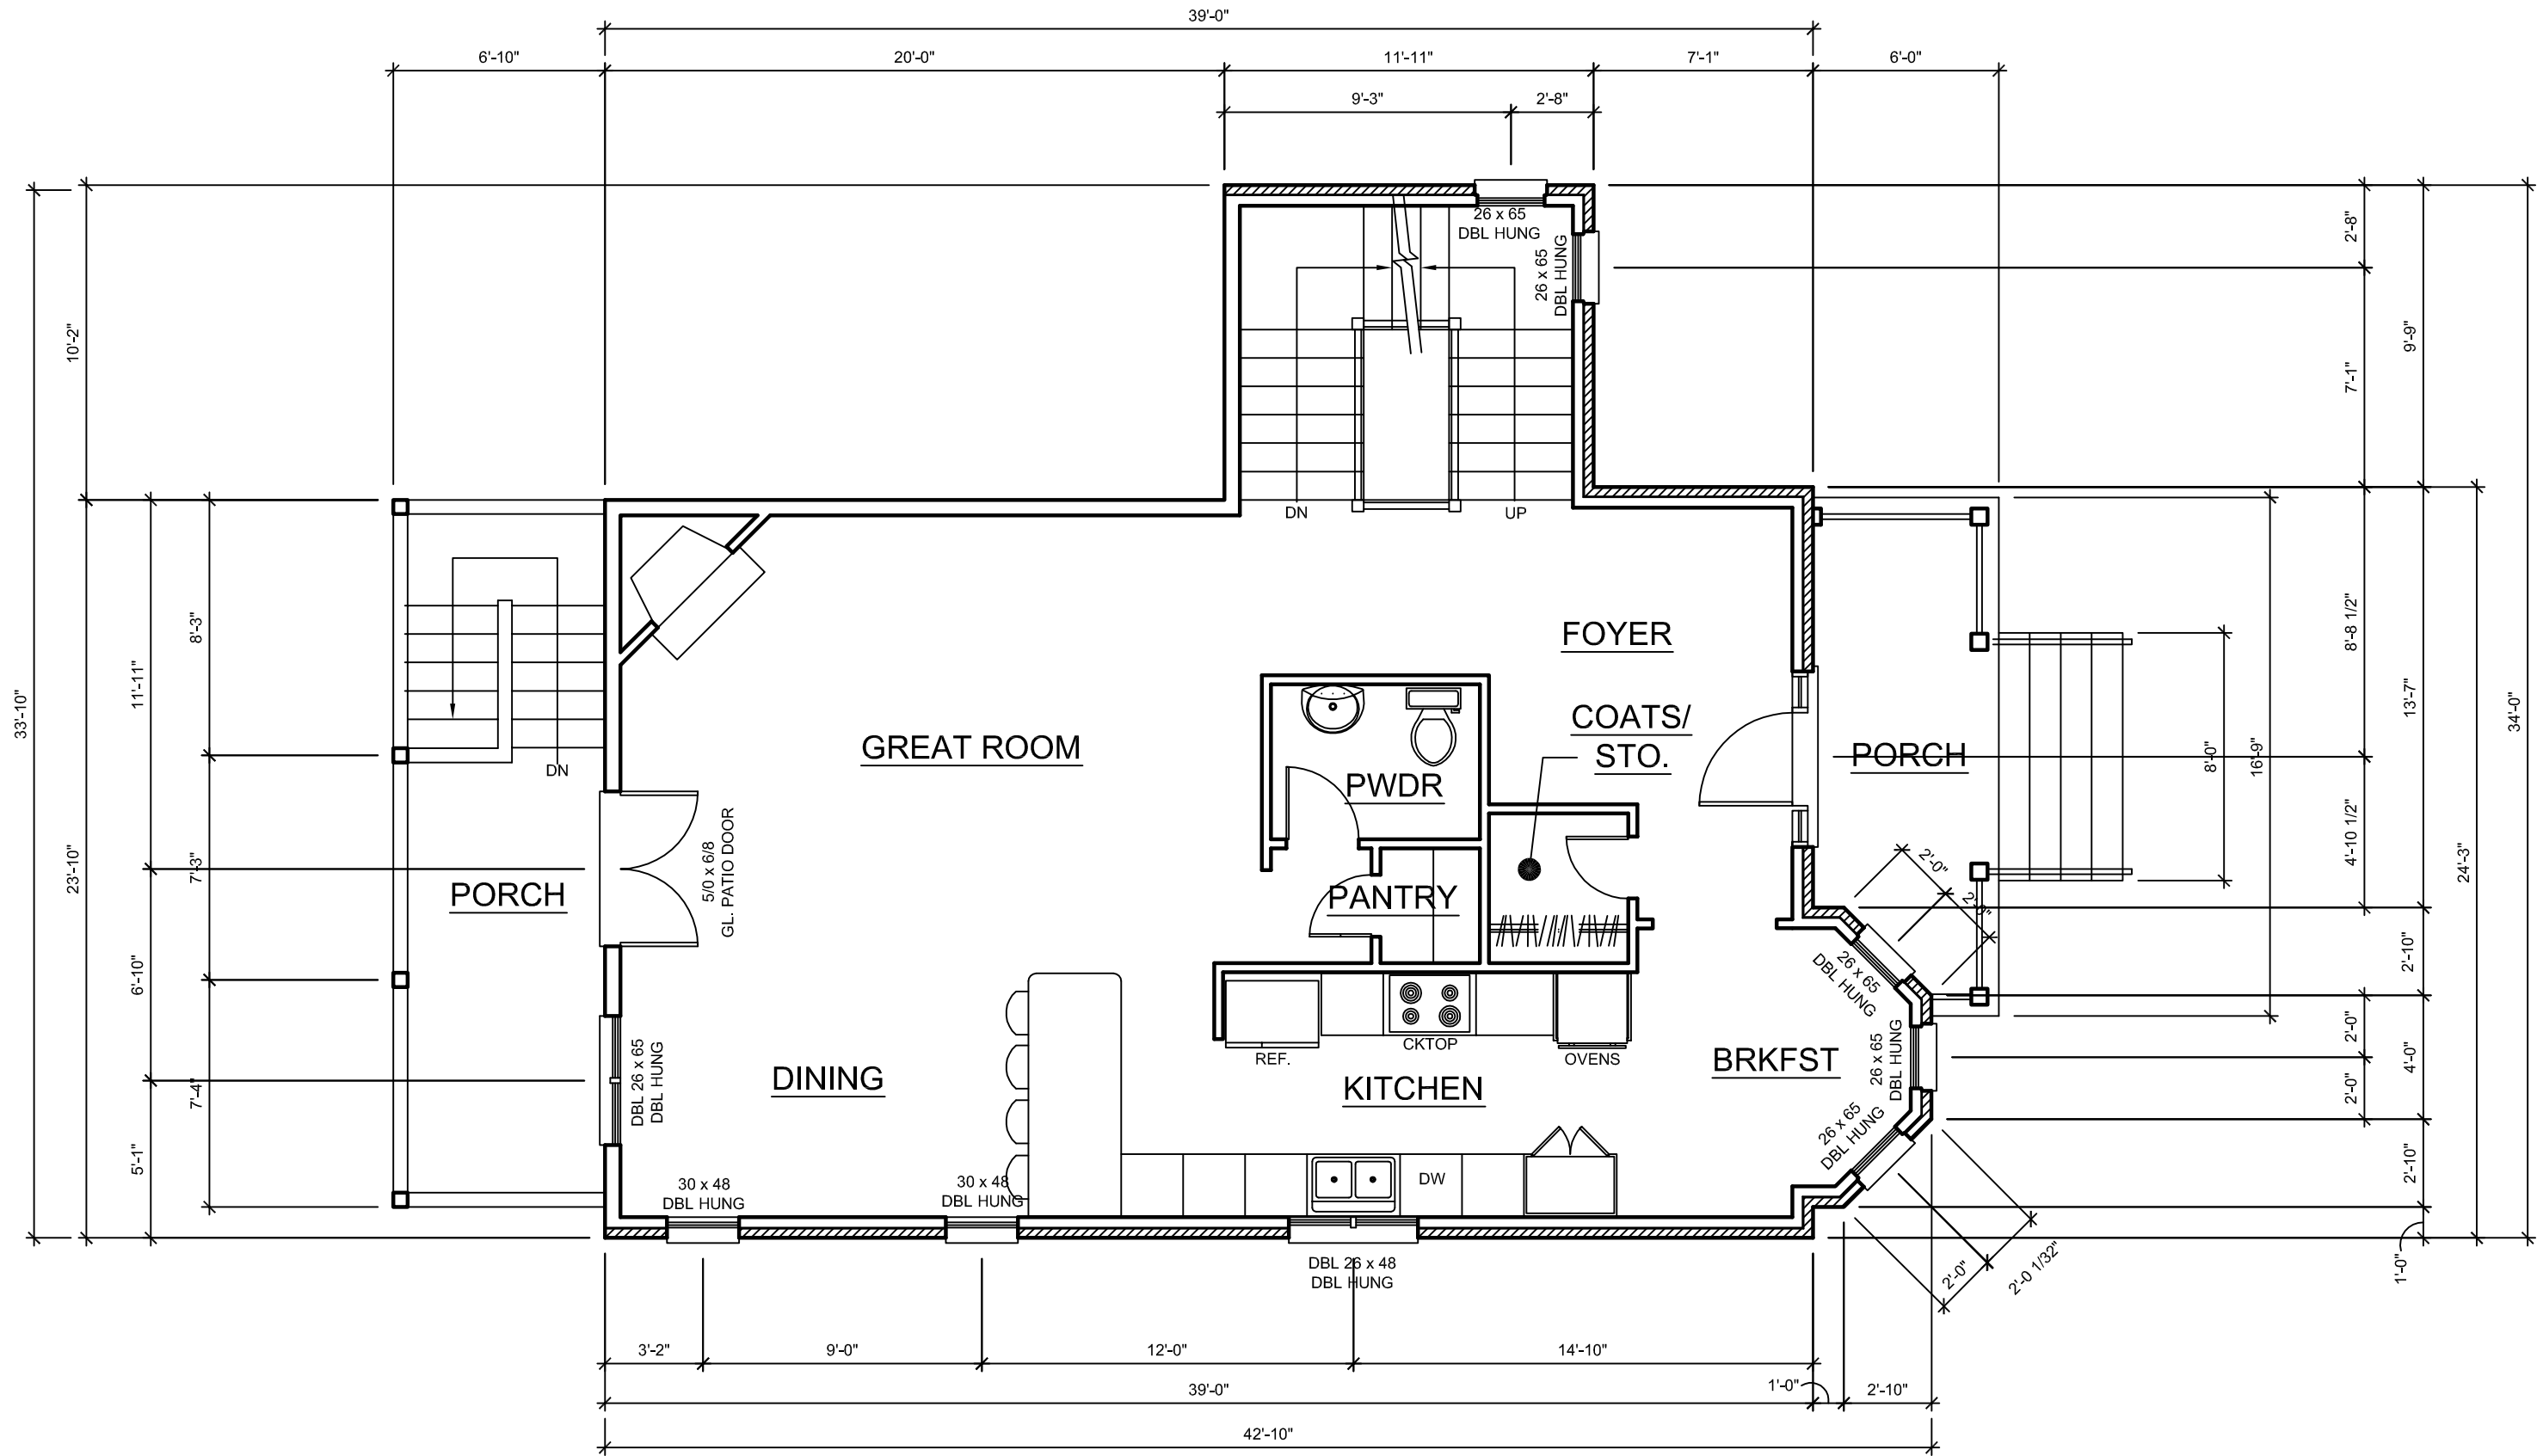 39'-0"
6'-10"
20'-0"
11'-11"
7'-1"
6'-0"
9'-3"
2'-8"
26 x 65
DBL HUNG
26 x 65
DBL HUNG
2'-8"
9'-9"
7'-1"
10'-2"
DN
UP
33'-10"
23'-10"
11'-11"
8'-3"
7'-3"
6'-10"
7'-4"
5'-1"
DN
PORCH
5/0 x 6/8
GL. PATIO DOOR
GREAT ROOM
FOYER
COATS/
STO.
PWDR
PANTRY
PORCH
8'-0"
16'-9"
8'-8 1/2"
13'-7"
34'-0"
4'-10 1/2"
24'-3"
2'-0"
2'-0"
2'-10"
2'-0"
4'-0"
2'-0"
2'-10"
1'-0"
26 x 65
DBL HUNG
26 x 65
DBL HUNG
26 x 65
DBL HUNG
BRKFST
REF.
CKTOP
OVENS
KITCHEN
DINING
DBL 26 x 65
DBL HUNG
30 x 48
DBL HUNG
30 x 48
DBL HUNG
DW
DBL 26 x 48
DBL HUNG
2'-0"
2'-0 1/32"
3'-2"
9'-0"
12'-0"
14'-10"
39'-0"
1'-0"
2'-10"
42'-10"